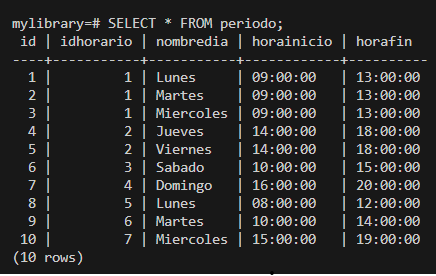 mylibrary=# SELECT * FROM periodo;
 id | idhorario | nombredia | horainicio | horafin
----+-----------+-----------+------------+----------
  1 |         1 | Lunes     | 09:00:00   | 13:00:00
  2 |         1 | Martes    | 09:00:00   | 13:00:00
  3 |         1 | Miercoles | 09:00:00   | 13:00:00
  4 |         2 | Jueves    | 14:00:00   | 18:00:00
  5 |         2 | Viernes   | 14:00:00   | 18:00:00
  6 |         3 | Sabado    | 10:00:00   | 15:00:00
  7 |         4 | Domingo   | 16:00:00   | 20:00:00
  8 |         5 | Lunes     | 08:00:00   | 12:00:00
  9 |         6 | Martes    | 10:00:00   | 14:00:00
 10 |         7 | Miercoles | 15:00:00   | 19:00:00
(10 rows)